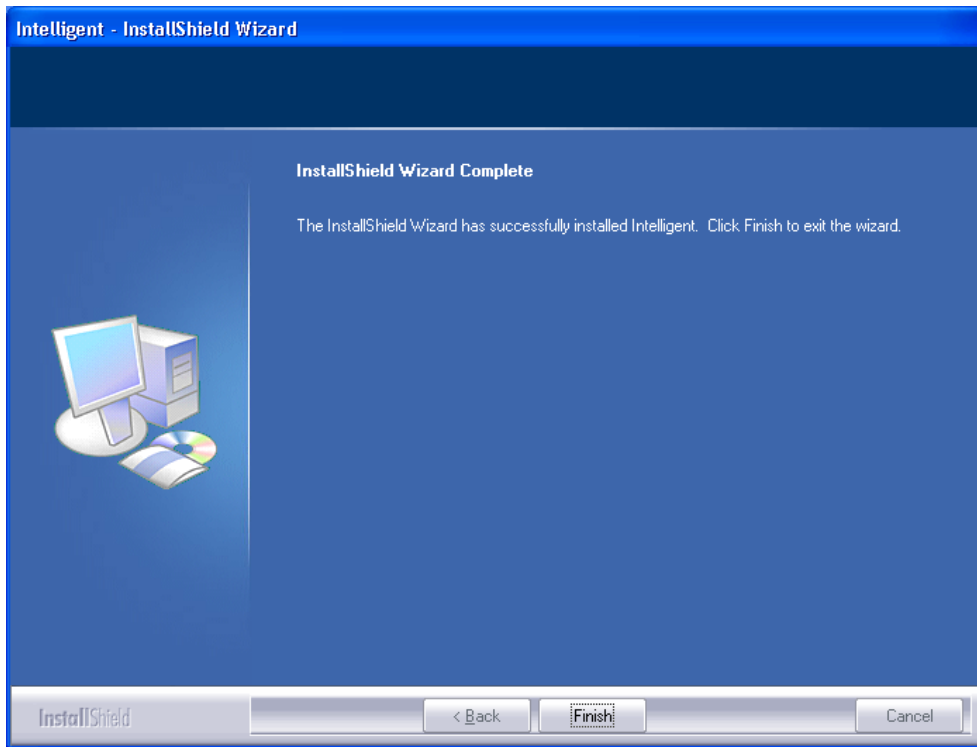 Intelligent - InstallShield Wizard
InstallShield Wizard Complete
The InstallShield Wizard has successfully installed Intelligent.  Click Finish to exit the wizard.
InstallShield
< Back
Finish
Cancel